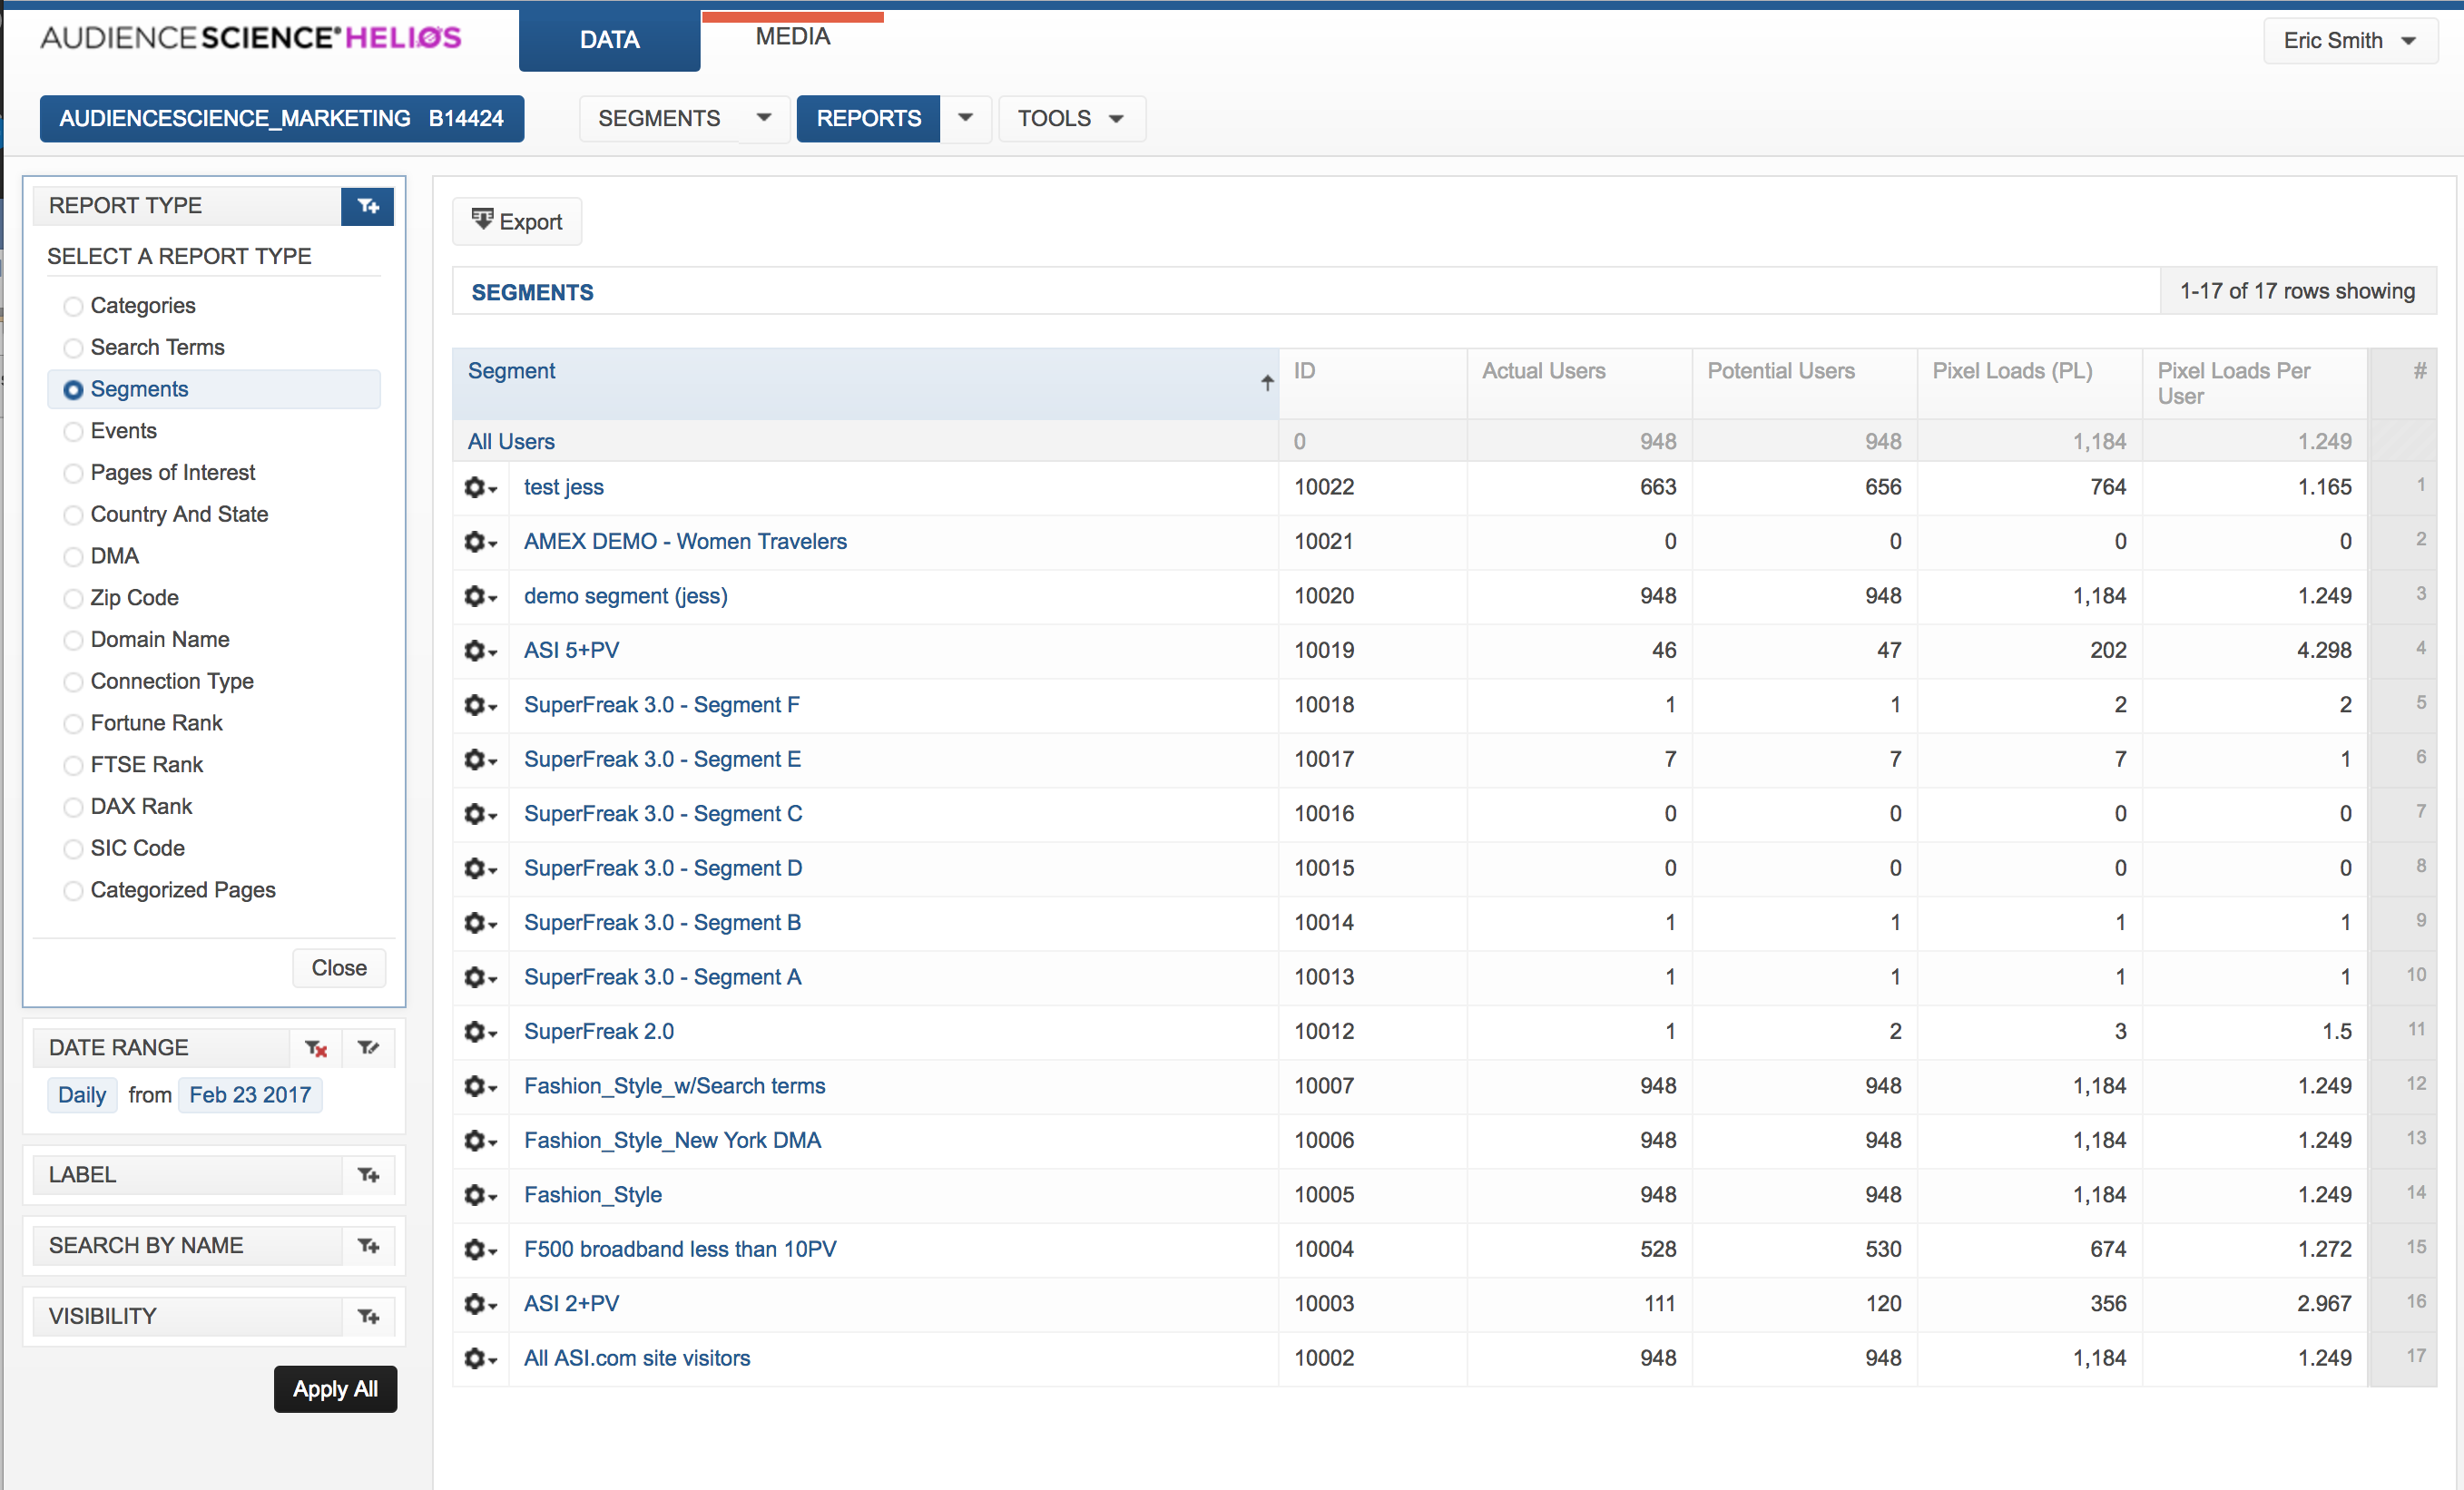 AUDIENCESCIENCE® HELIOS
DATA
MEDIA
Eric Smith
AUDIENCESCIENCE_MARKETING B14424
SEGMENTS
REPORTS
TOOLS
REPORT TYPE
SELECT A REPORT TYPE
Categories
Search Terms
Segments
Events
Pages of Interest
Country And State
DMA
Zip Code
Domain Name
Connection Type
Fortune Rank
FTSE Rank
DAX Rank
SIC Code
Categorized Pages
Close
DATE RANGE
Daily from Feb 23 2017
LABEL
SEARCH BY NAME
VISIBILITY
Apply All
Export
SEGMENTS 1-17 of 17 rows showing
Segment ID Actual Users Potential Users Pixel Loads (PL) Pixel Loads Per User #
All Users 0 948 948 1,184 1.249
test jess 10022 663 656 764 1.165 1
AMEX DEMO - Women Travelers 10021 0 0 0 0 2
demo segment (jess) 10020 948 948 1,184 1.249 3
ASI 5+PV 10019 46 47 202 4.298 4
SuperFreak 3.0 - Segment F 10018 1 1 2 2 5
SuperFreak 3.0 - Segment E 10017 7 7 7 1 6
SuperFreak 3.0 - Segment C 10016 0 0 0 0 7
SuperFreak 3.0 - Segment D 10015 0 0 0 0 8
SuperFreak 3.0 - Segment B 10014 1 1 1 1 9
SuperFreak 3.0 - Segment A 10013 1 1 1 1 10
SuperFreak 2.0 10012 1 2 3 1.5 11
Fashion_Style_w/Search terms 10007 948 948 1,184 1.249 12
Fashion_Style_New York DMA 10006 948 948 1,184 1.249 13
Fashion_Style 10005 948 948 1,184 1.249 14
F500 broadband less than 10PV 10004 528 530 674 1.272 15
ASI 2+PV 10003 111 120 356 2.967 16
All ASI.com site visitors 10002 948 948 1,184 1.249 17